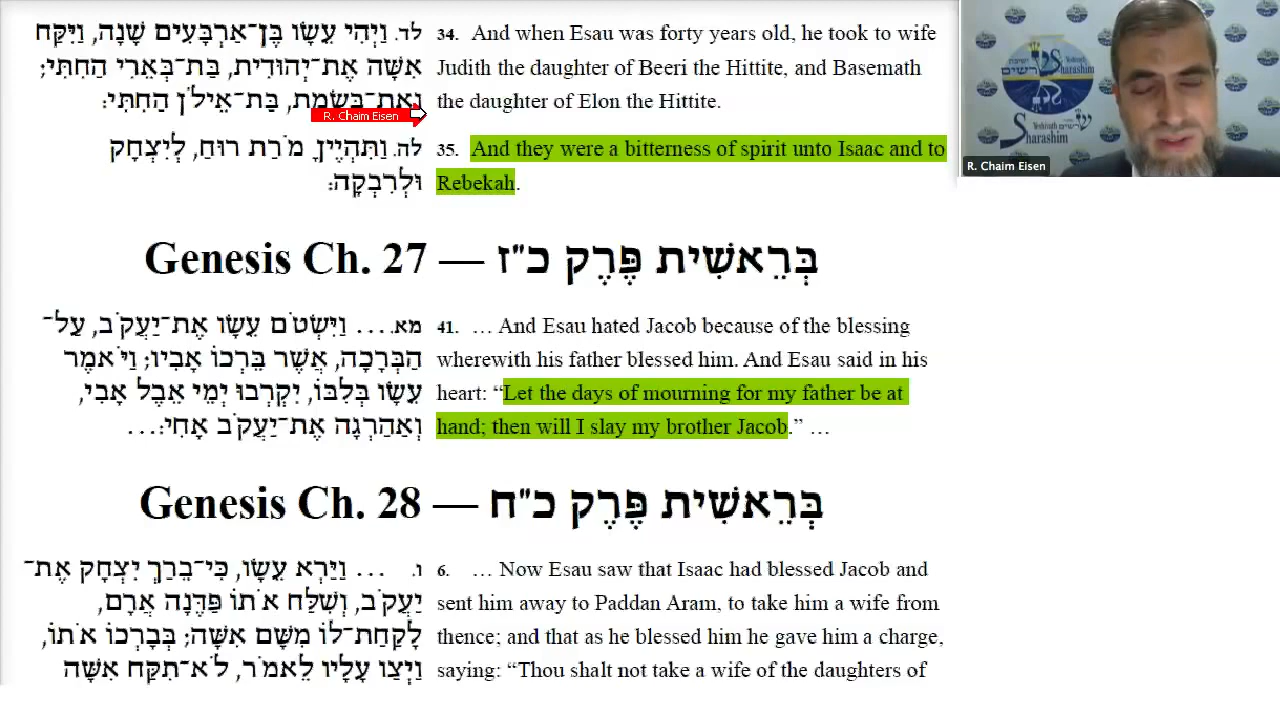 לד. וַיְהִי עֵשָׂו בֶּן־אַרְבָּעִים שָׁנָה, וַיִּקַּח
אִשָּׁה אֶת־יְהוּדִית, בַּת־בְּאֵרִי הַחִתִּי;
וְאֶת־בָּשְׂמַת, בַּת־אֵילֹן הַחִתִּי:
R. Chaim Eisen
34. And when Esau was forty years old, he took to wife
Judith the daughter of Beeri the Hittite, and Basemath
the daughter of Elon the Hittite.
לה. וַתִּהְיֶיןָ מֹרַת רוּחַ, לְיִצְחָק
וּלְרִבְקָה:
35. And they were a bitterness of spirit unto Isaac and to
Rebekah.
Genesis Ch. 27 — בְּרֵאשִׁית פֶּרֶק כ"ז
מא.… וַיִּשְׂטֹם עֵשָׂו אֶת־יַעֲקֹב, עַל־
הַבְּרָכָה, אֲשֶׁר בֵּרְכוֹ אָבִיו; וַיֹּאמֶר
עֵשָׂו בְּלִבּוֹ, יִקְרְבוּ יְמֵי אֵבֶל אָבִי,
וְאַהַרְגָה אֶת־יַעֲקֹב אָחִי:…
41. … And Esau hated Jacob because of the blessing
wherewith his father blessed him. And Esau said in his
heart: “Let the days of mourning for my father be at
hand; then will I slay my brother Jacob.” …
Genesis Ch. 28 — בְּרֵאשִׁית פֶּרֶק כ"ח
ו. … וַיַּרְא עֵשָׂו, כִּי־בֵרַךְ יִצְחָק אֶת־
יַעֲקֹב, וְשִׁלַּח אֹתוֹ פַּדֶּנָה אֲרָם,
לָקַחַת־לוֹ מִשָּׁם אִשָּׁה; בְּבָרְכוֹ אֹתוֹ,
וַיְצַו עָלָיו לֵאמֹר, לֹא־תִקַּח אִשָּׁה
6. … Now Esau saw that Isaac had blessed Jacob and
sent him away to Paddan Aram, to take him a wife from
thence; and that as he blessed him he gave him a charge,
saying: “Thou shalt not take a wife of the daughters of
Sharashim
R. Chaim Eisen